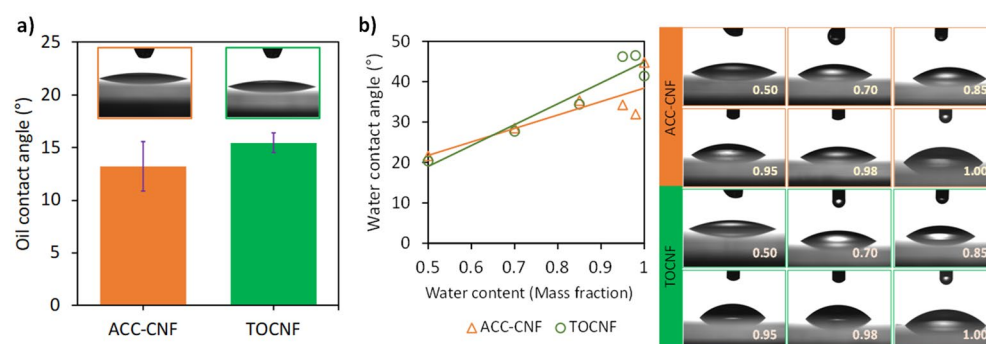 a)
25
20
15
10
5
0
Oil contact angle (°)
ACC-CNF TOCNF
b)
50
40
30
20
10
0
Water contact angle (°)
0.5 0.6 0.7 0.8 0.9 1
Water content (Mass fraction)
ACC-CNF TOCNF
ACC-CNF
0.50 0.70 0.85
0.95 0.98 1.00
TOCNF
0.50 0.70 0.85
0.95 0.98 1.00